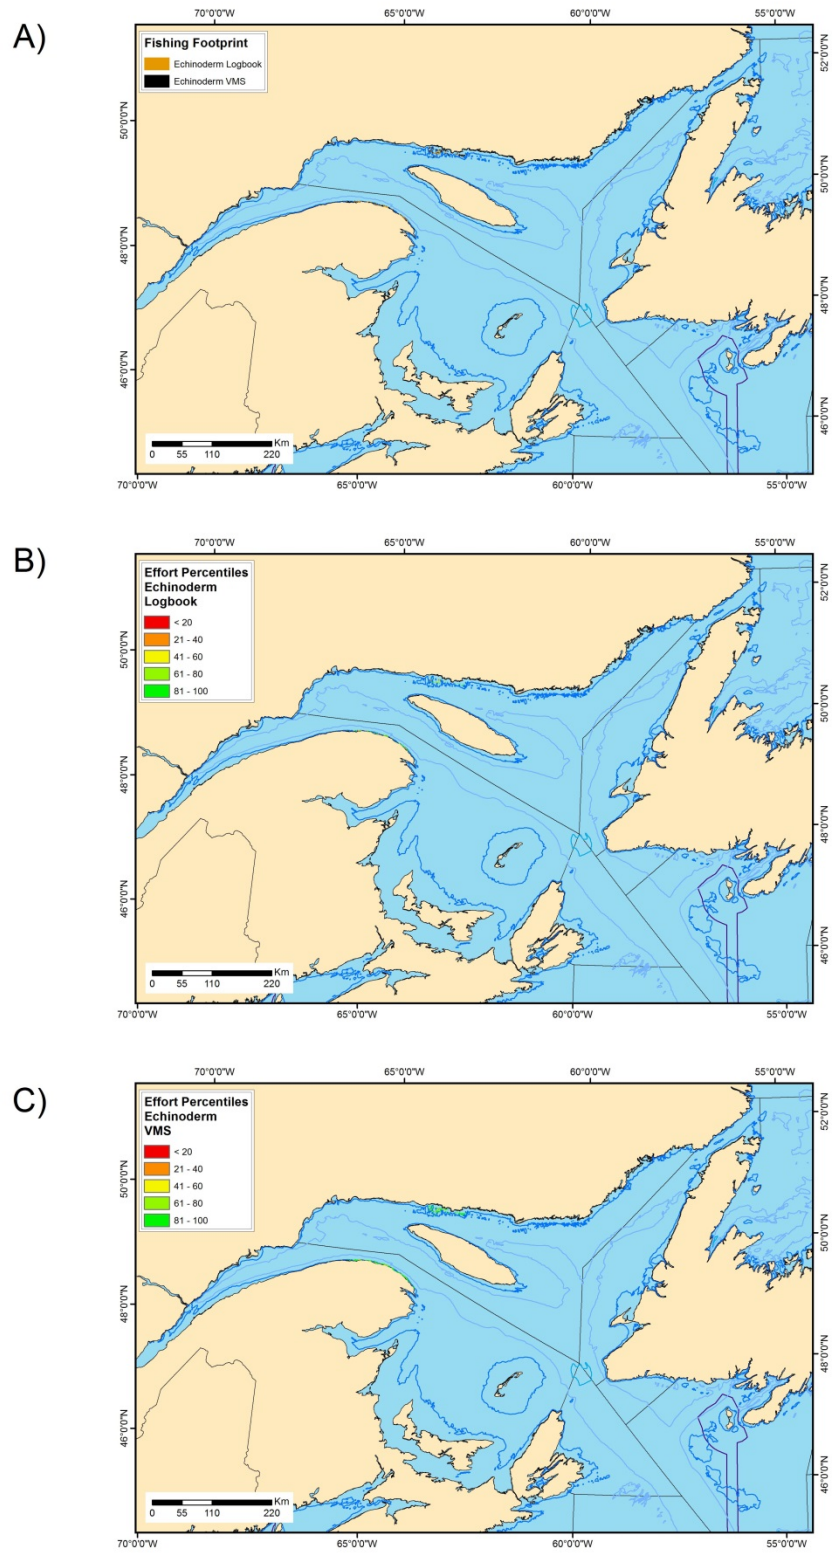 A)
70°0'0"W 65°0'0"W 60°0'0"W 55°0'0"W
Fishing Footprint
Echinoderm Logbook
Echinoderm VMS
52°0'0"N
50°0'0"N
50°0'0"N
48°0'0"N
48°0'0"N
46°0'0"N
46°0'0"N
Km
0 55 110 220
70°0'0"W 65°0'0"W 60°0'0"W 55°0'0"W
B)
70°0'0"W 65°0'0"W 60°0'0"W 55°0'0"W
Effort Percentiles
Echinoderm
Logbook
< 20
21 - 40
41 - 60
61 - 80
81 - 100
52°0'0"N
50°0'0"N
50°0'0"N
48°0'0"N
48°0'0"N
46°0'0"N
46°0'0"N
Km
0 55 110 220
70°0'0"W 65°0'0"W 60°0'0"W 55°0'0"W
C)
70°0'0"W 65°0'0"W 60°0'0"W 55°0'0"W
Effort Percentiles
Echinoderm
VMS
< 20
21 - 40
41 - 60
61 - 80
81 - 100
52°0'0"N
50°0'0"N
50°0'0"N
48°0'0"N
48°0'0"N
46°0'0"N
46°0'0"N
Km
0 55 110 220
70°0'0"W 65°0'0"W 60°0'0"W 55°0'0"W